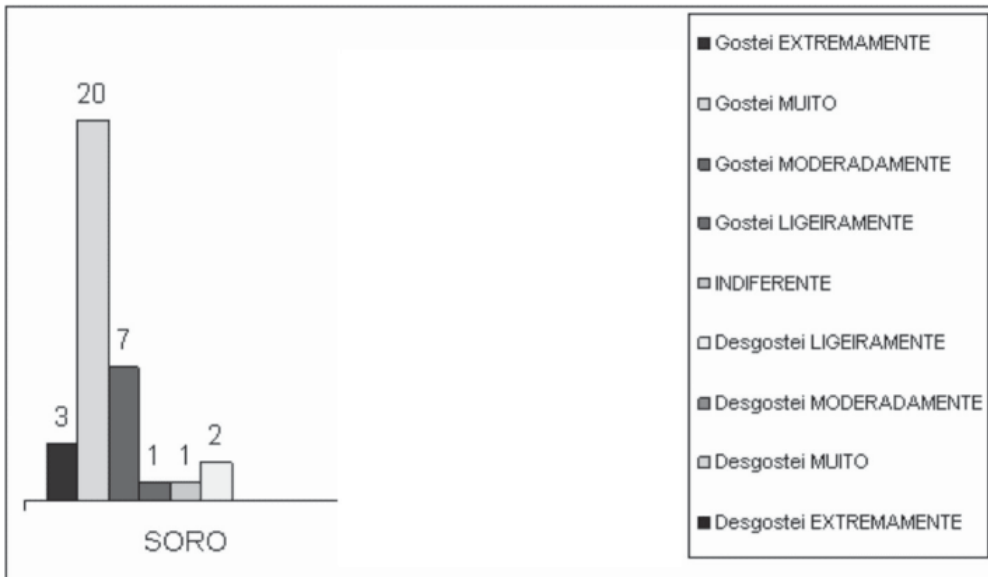 3
20
7
1
1
2
SORO
Gostei EXTREMAMENTE
Gostei MUITO
Gostei MODERADAMENTE
Gostei LIGEIRAMENTE
INDIFERENTE
Desgostei LIGEIRAMENTE
Desgostei MODERADAMENTE
Desgostei MUITO
Desgostei EXTREMAMENTE